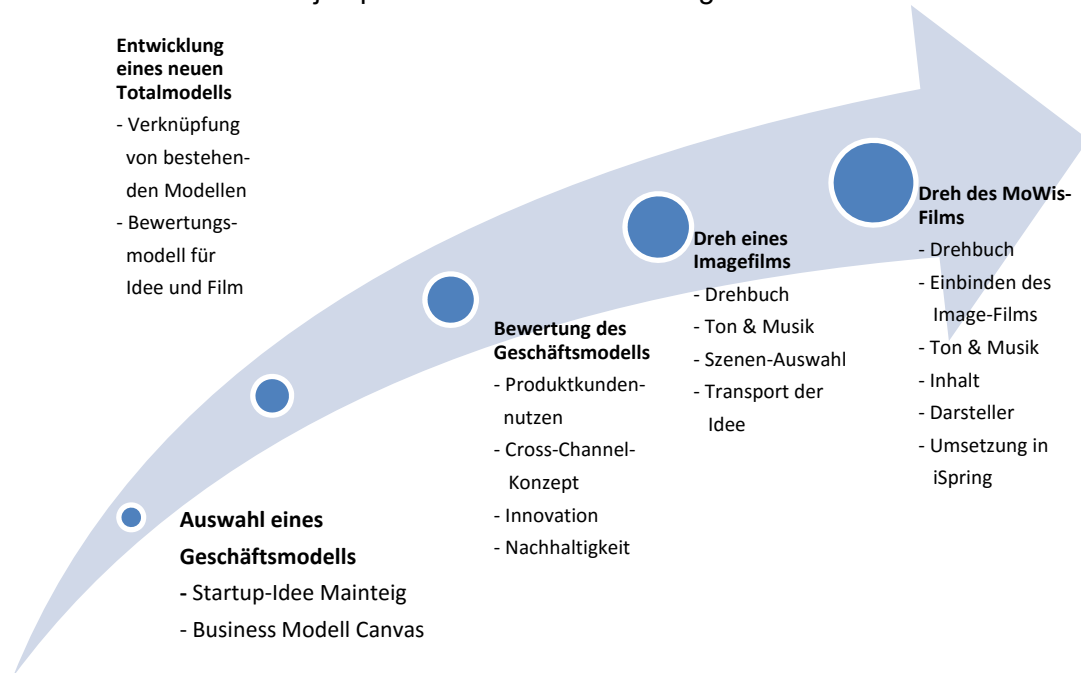 Entwicklung
eines neuen
Totalmodells
- Verknüpfung
von bestehen-
den Modellen
- Bewertungs-
modell für
Idee und Film
Auswahl eines
Geschäftsmodells
- Startup-Idee Mainteig
- Business Modell Canvas
Bewertung des
Geschäftsmodells
- Produktkunden-
nutzen
- Cross-Channel-
Konzept
- Innovation
- Nachhaltigkeit
Dreh eines
Imagefilms
- Drehbuch
- Ton & Musik
- Szenen-Auswahl
- Transport der
Idee
Dreh des MoWis-
Films
- Drehbuch
- Einbinden des
Image-Films
- Ton & Musik
- Inhalt
- Darsteller
- Umsetzung in
iSpring